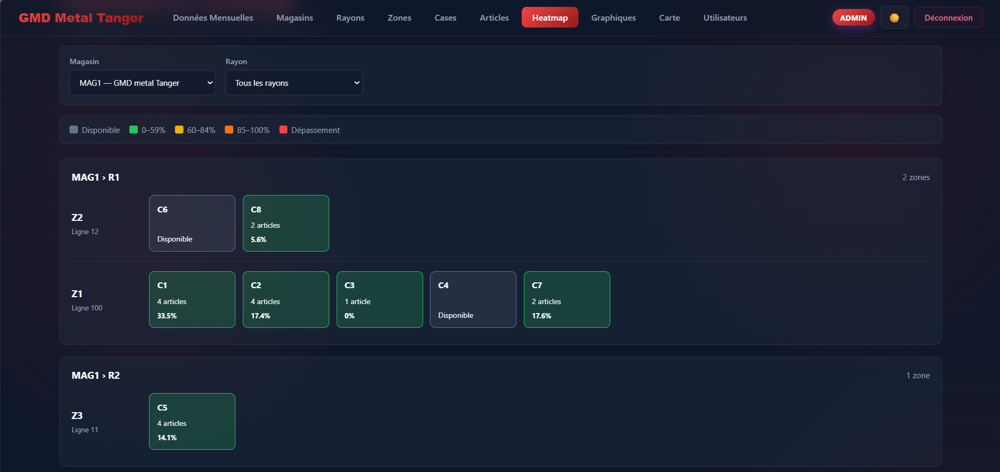 GMD Metal Tanger Données Mensuelles Magasins Rayons Zones Cases Articles Heatmap Graphiques Carte Utilisateurs ADMIN Déconnexion
Magasin Rayon
MAG1 — GMD metal Tanger Tous les rayons
Disponible 0–59% 60–84% 85–100% Dépassement
MAG1 › R1 2 zones
Z2
Ligne 12
C6
Disponible
C8
2 articles
5.6%
Z1
Ligne 100
C1
4 articles
33.5%
C2
4 articles
17.4%
C3
1 article
0%
C4
Disponible
C7
2 articles
17.6%
MAG1 › R2 1 zone
Z3
Ligne 11
C5
4 articles
14.1%